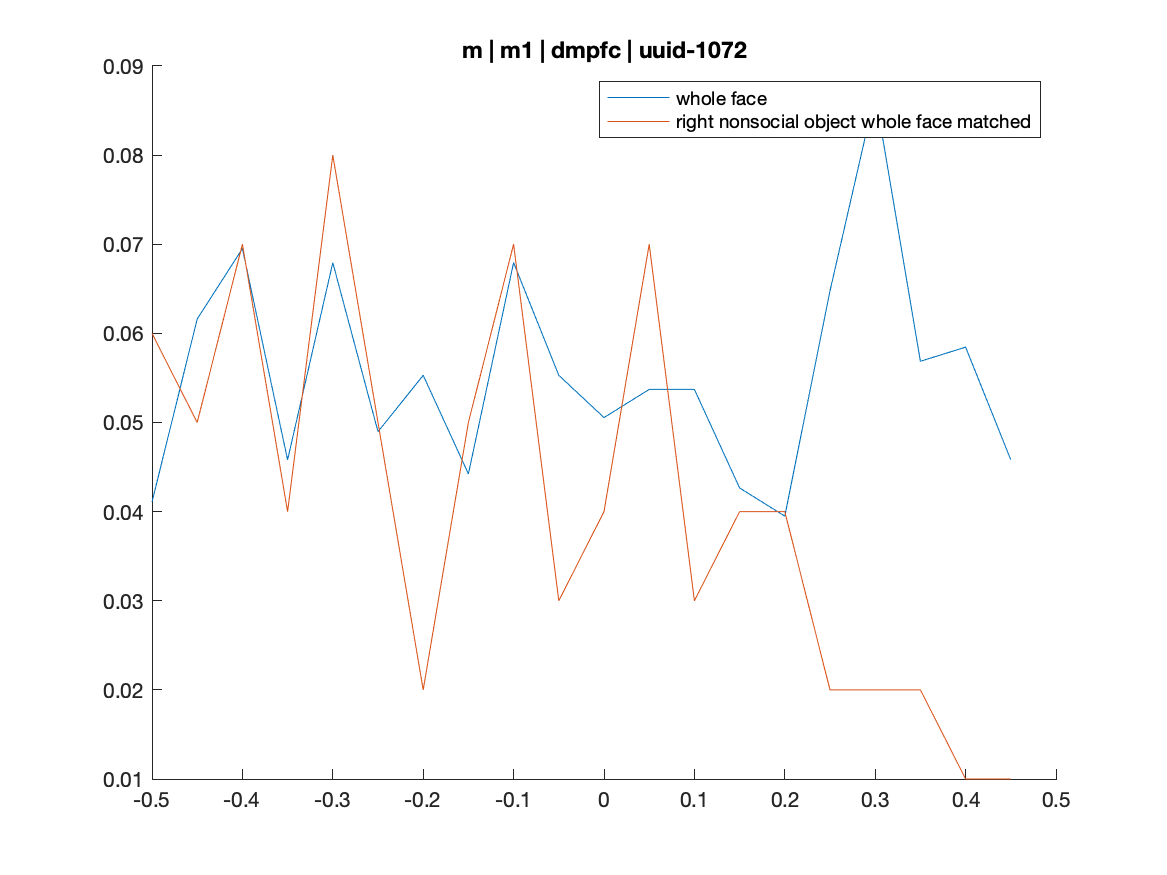 m | m1 | dmpfc | uuid-1072
0.09
whole face
right nonsocial object whole face matched
0.08
0.07
0.06
0.05
0.04
0.03
0.02
0.01
-0.5 -0.4 -0.3 -0.2 -0.1 0 0.1 0.2 0.3 0.4 0.5